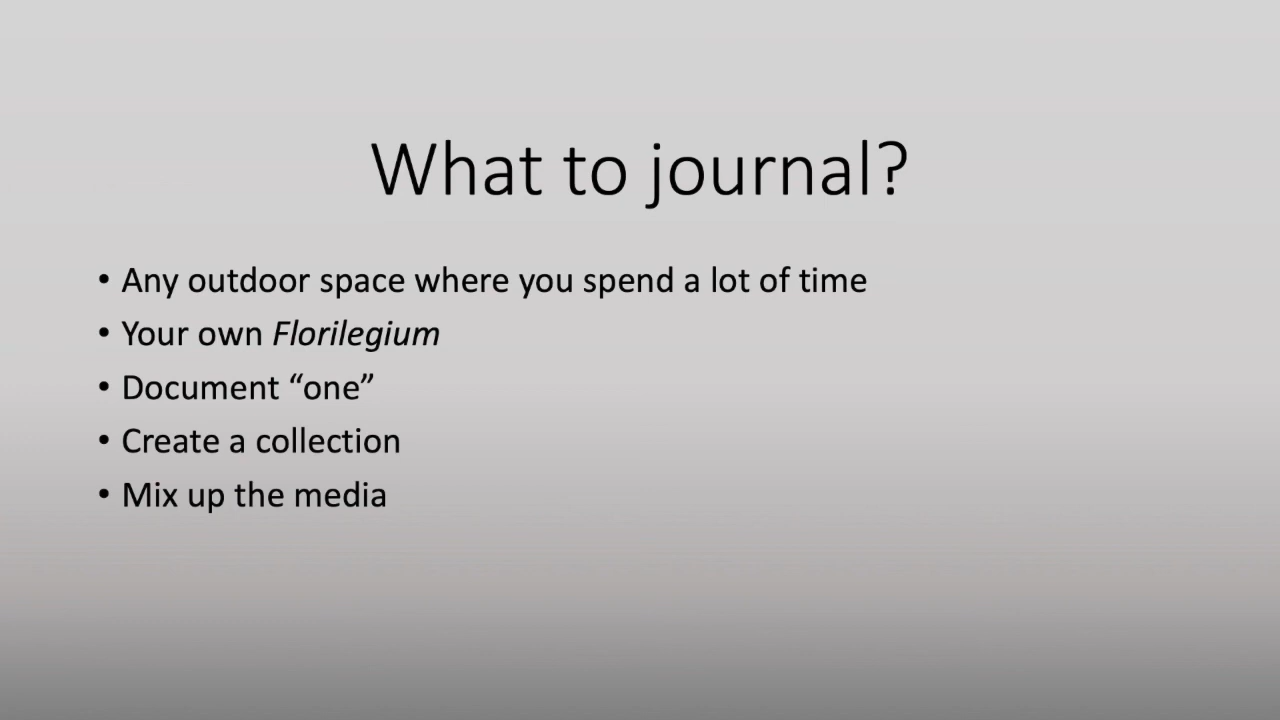 What to journal?
• Any outdoor space where you spend a lot of time
• Your own Florilegium
• Document “one”
• Create a collection
• Mix up the media